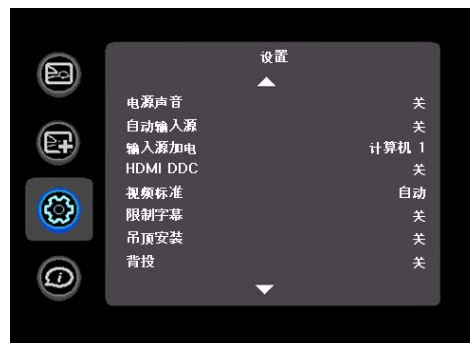 设置
电源声音 关
自动输入源 关
输入源加电 计算机 1
HDMI DDC 关
视频标准 自动
限制字幕 关
吊顶安装 关
背投 关